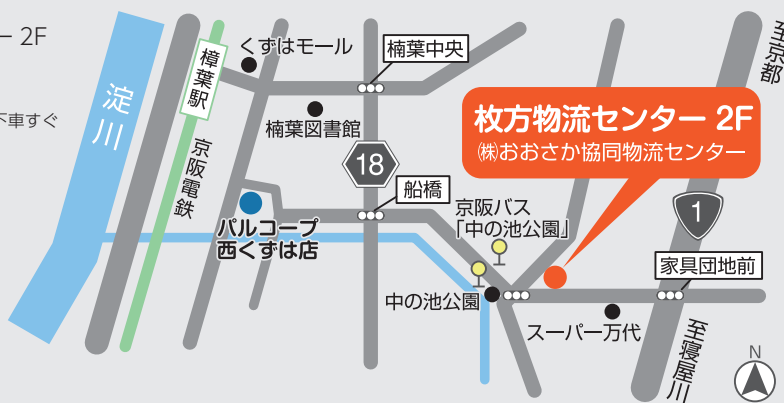 ー 2F
下車すぐ
淀川
樟葉駅
京阪電鉄
くずはモール
楠葉中央
楠葉図書館
18
船橋
パルコープ
西くずは店
京阪バス
「中の池公園」
中の池公園
枚方物流センター 2F
㈱おおさか協同物流センター
至京都
1
家具団地前
スーパー万代
至寝屋川
N